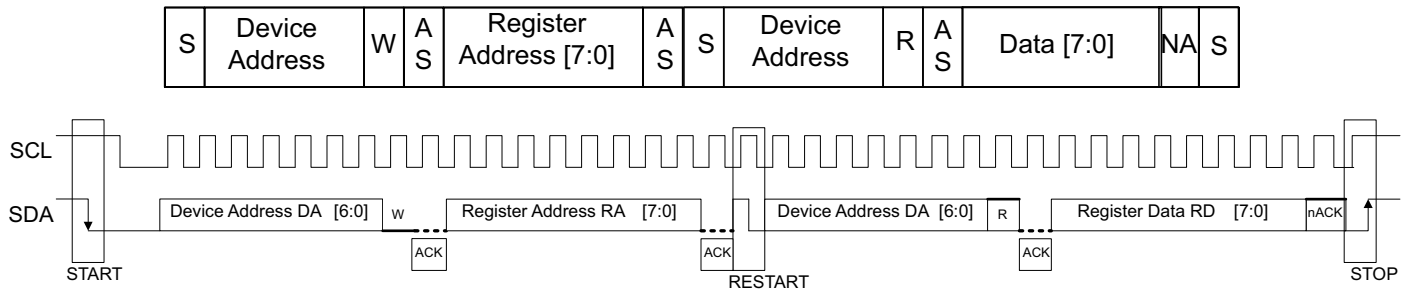 S Device Address W A S Register Address [7:0] A S S Device Address R A S Data [7:0] NA S
SCL
SDA Device Address DA [6:0] W Register Address RA [7:0] Device Address DA [6:0] R Register Data RD [7:0] nACK
ACK ACK ACK
START RESTART STOP